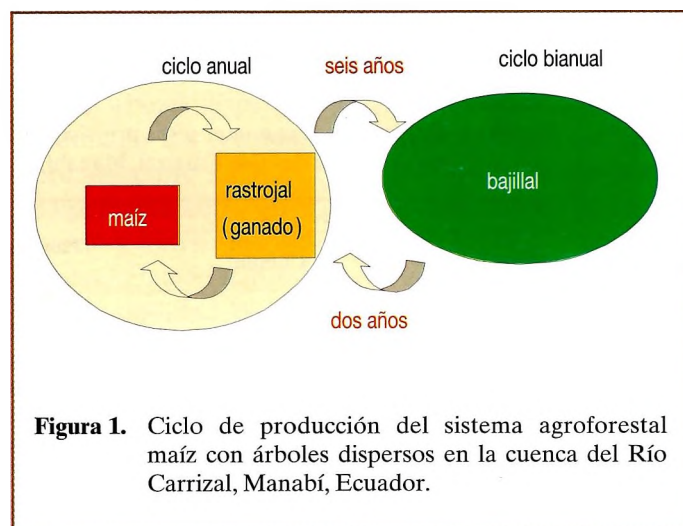 ciclo anual
seis años
ciclo bianual
maíz
rastrojal
(ganado)
bajillal
dos años
Figura 1. Ciclo de producción del sistema agroforestal
maíz con árboles dispersos en la cuenca del Río
Carrizal, Manabí, Ecuador.